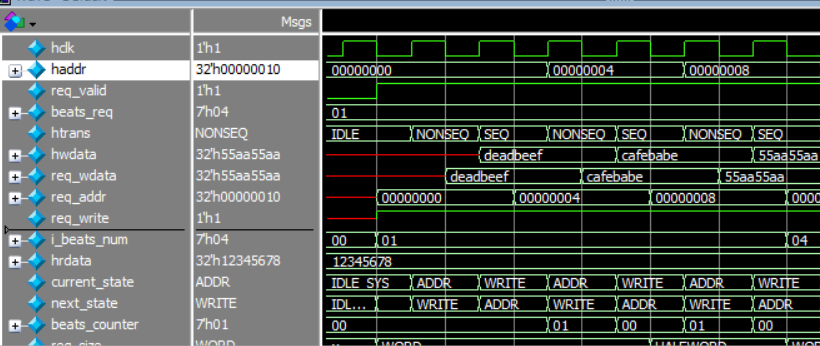 Msgs
hclk 1'h1
haddr 32'h00000010 00000000 00000004 00000008
req_valid 1'h1
beats_req 7'h04 01
htrans NONSEQ IDLE NONSEQ SEQ NONSEQ SEQ NONSEQ SEQ
hwdata 32'h55aa55aa deadbeef cafebabe 55aa55aa
req_wdata 32'h55aa55aa deadbeef cafebabe 55aa55aa
req_addr 32'h00000010 00000000 00000004 00000008 0000
req_write 1'h1
i_beats_num 7'h04 00 01 04
hrdata 32'h12345678 12345678
current_state ADDR IDLE SYS ADDR WRITE ADDR WRITE ADDR WRITE
next_state WRITE IDL... WRITE ADDR WRITE ADDR WRITE ADDR
beats_counter 7'h01 00 01 00 01 00
req_size WORD WORD HALFWORD